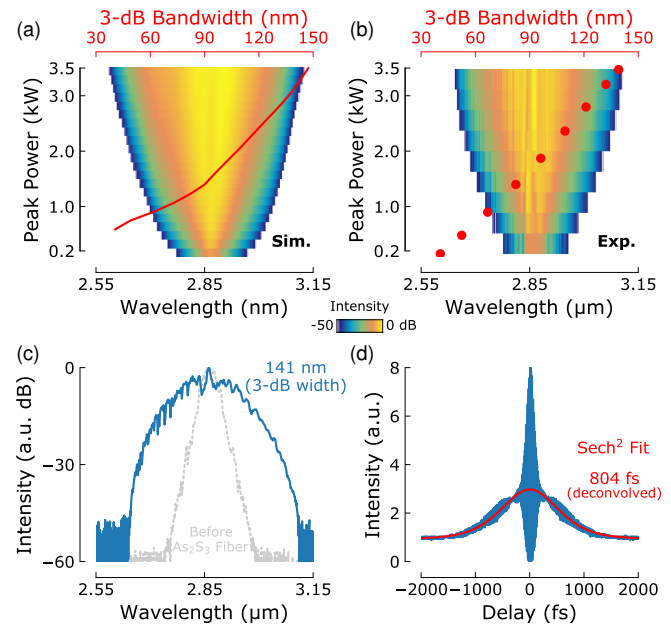 (a)
3-dB Bandwidth (nm)
30 60 90 120 150
Peak Power (kW)
3.5
3.0
2.0
1.0
0.2
Sim.
2.55 2.85 3.15
Wavelength (nm)
(b)
3-dB Bandwidth (nm)
30 60 90 120 150
Peak Power (kW)
3.5
3.0
2.0
1.0
0.2
Exp.
2.55 2.85 3.15
Wavelength (μm)
Intensity
-50 0 dB
(c)
Intensity (a.u. dB)
0
−30
−60
141 nm
(3-dB width)
Before
As2S3 Fiber
2.55 2.85 3.15
Wavelength (μm)
(d)
Intensity (a.u.)
8
6
4
2
0
Sech² Fit
804 fs
(deconvolved)
−2000 −1000 0 1000 2000
Delay (fs)